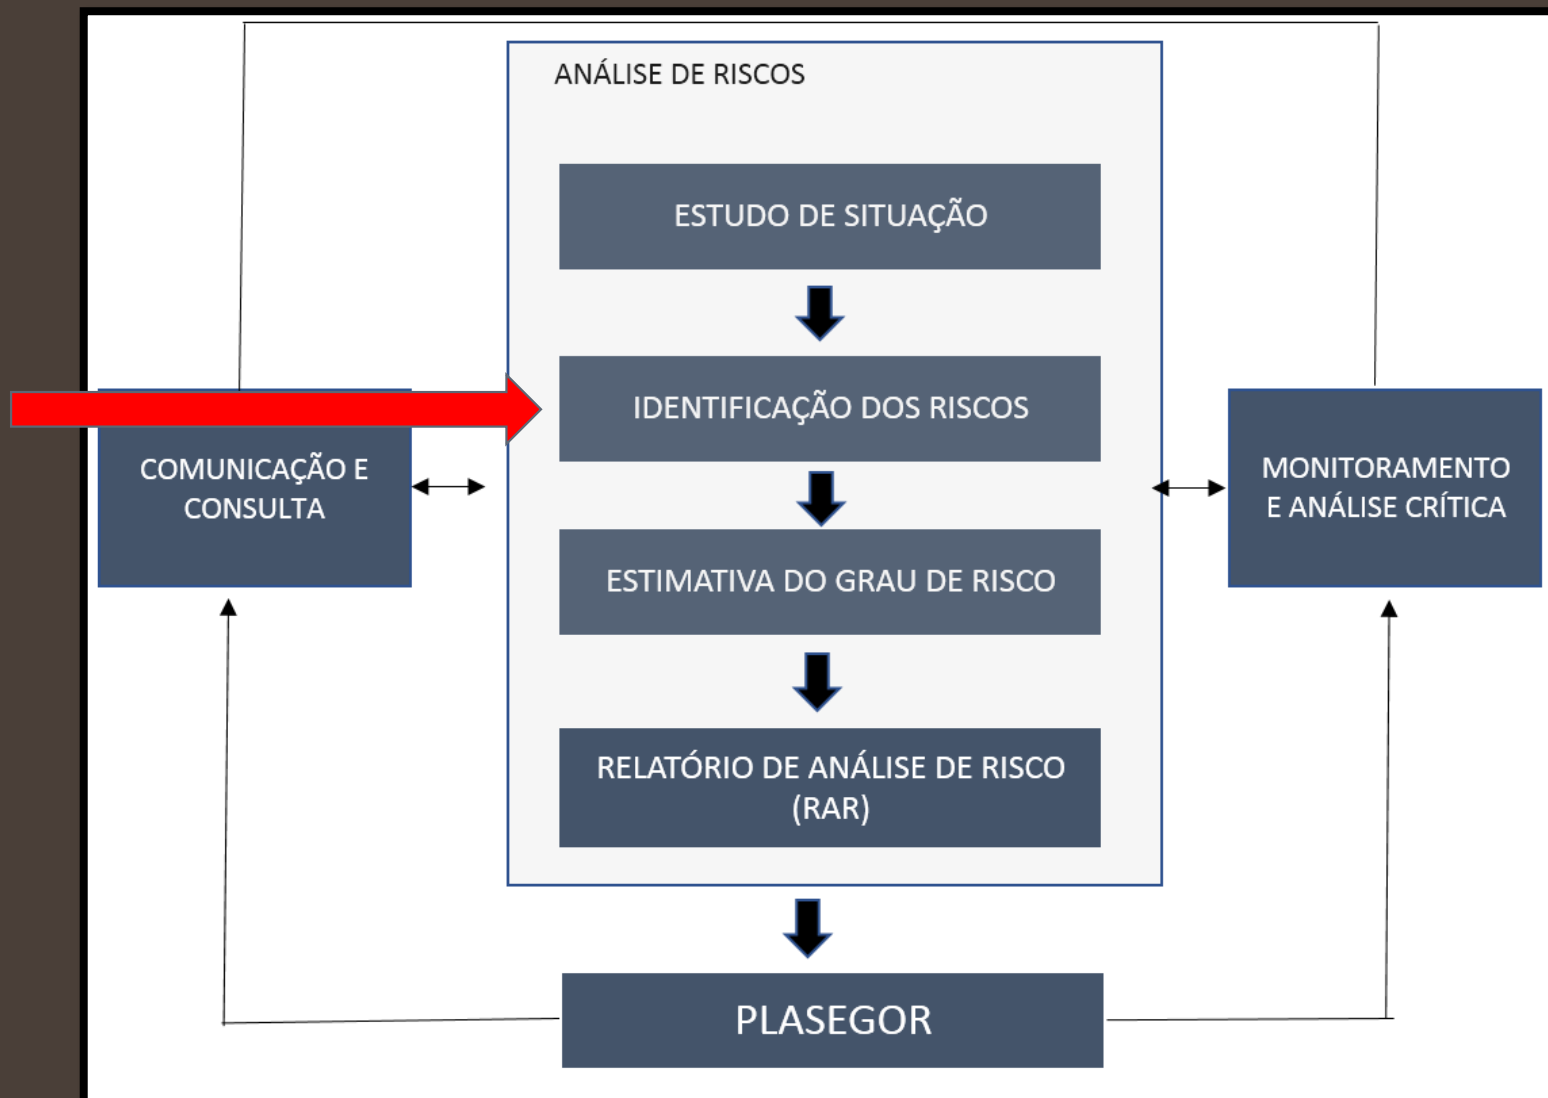 ANÁLISE DE RISCOS
ESTUDO DE SITUAÇÃO
IDENTIFICAÇÃO DOS RISCOS
COMUNICAÇÃO E
CONSULTA
MONITORAMENTO
E ANÁLISE CRÍTICA
ESTIMATIVA DO GRAU DE RISCO
RELATÓRIO DE ANÁLISE DE RISCO
(RAR)
PLASEGOR